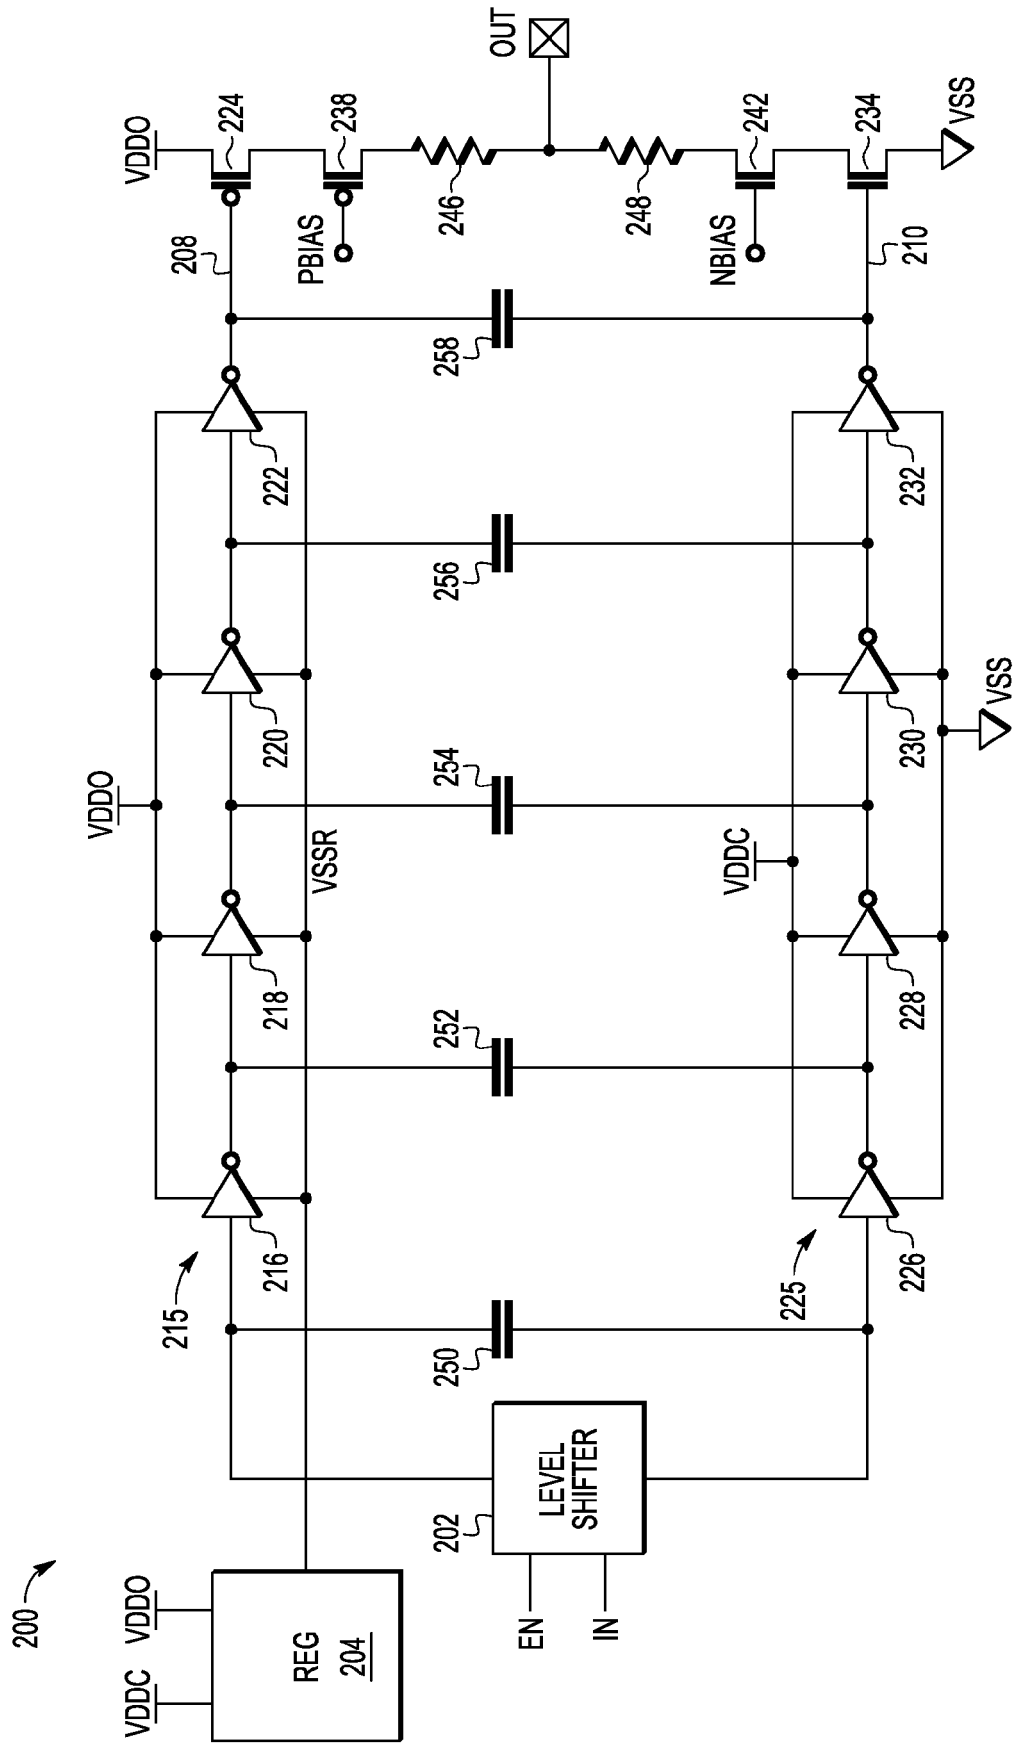 200
VDDC
VDDO
REG
204
EN
IN
202
LEVEL
SHIFTER
215
216
218
220
222
VDDO
VSSR
208
VDDO
224
PBIAS
238
246
OUT
248
NBIAS
242
210
234
VSS
250
252
254
256
258
225
226
228
230
232
VDDC
VSS